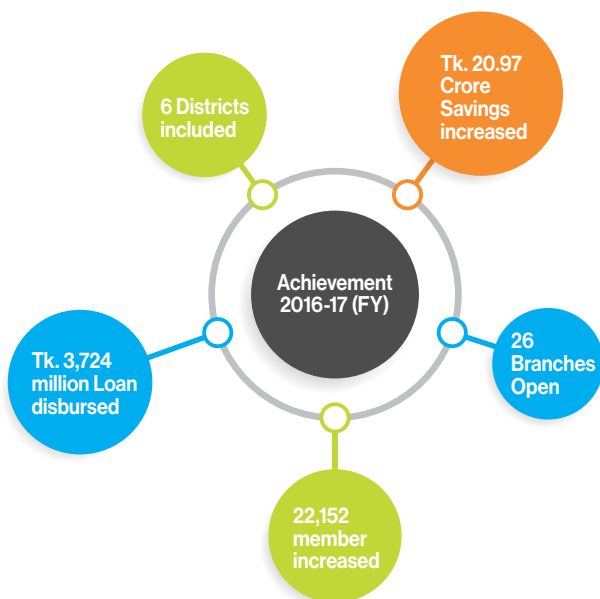 6 Districts
included
Tk. 20.97
Crore
Savings
increased
Achievement
2016-17 (FY)
Tk. 3,724
million Loan
disbursed
26
Branches
Open
22,152
member
increased